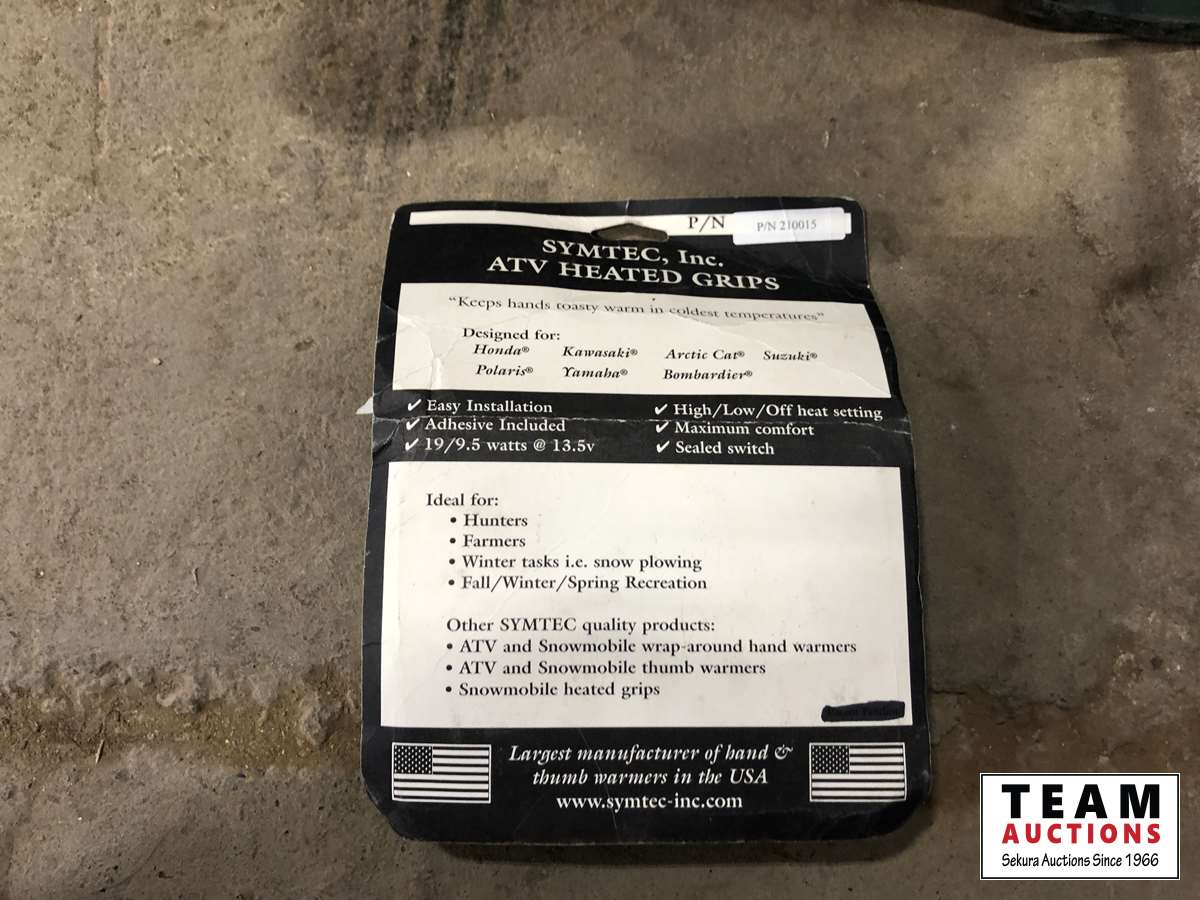 P/N P/N 210015
SYMTEC, Inc.
ATV HEATED GRIPS
“Keeps hands toasty warm in coldest temperatures”
Designed for:
Honda® Kawasaki® Arctic Cat® Suzuki®
Polaris® Yamaha® Bombardier®
✔ Easy Installation ✔ High/Low/Off heat setting
✔ Adhesive Included ✔ Maximum comfort
✔ 19/9.5 watts @ 13.5v ✔ Sealed switch
Ideal for:
• Hunters
• Farmers
• Winter tasks i.e. snow plowing
• Fall/Winter/Spring Recreation
Other SYMTEC quality products:
• ATV and Snowmobile wrap-around hand warmers
• ATV and Snowmobile thumb warmers
• Snowmobile heated grips
Largest manufacturer of hand &
thumb warmers in the USA
www.symtec-inc.com
TEAM
AUCTIONS
Sekura Auctions Since 1966